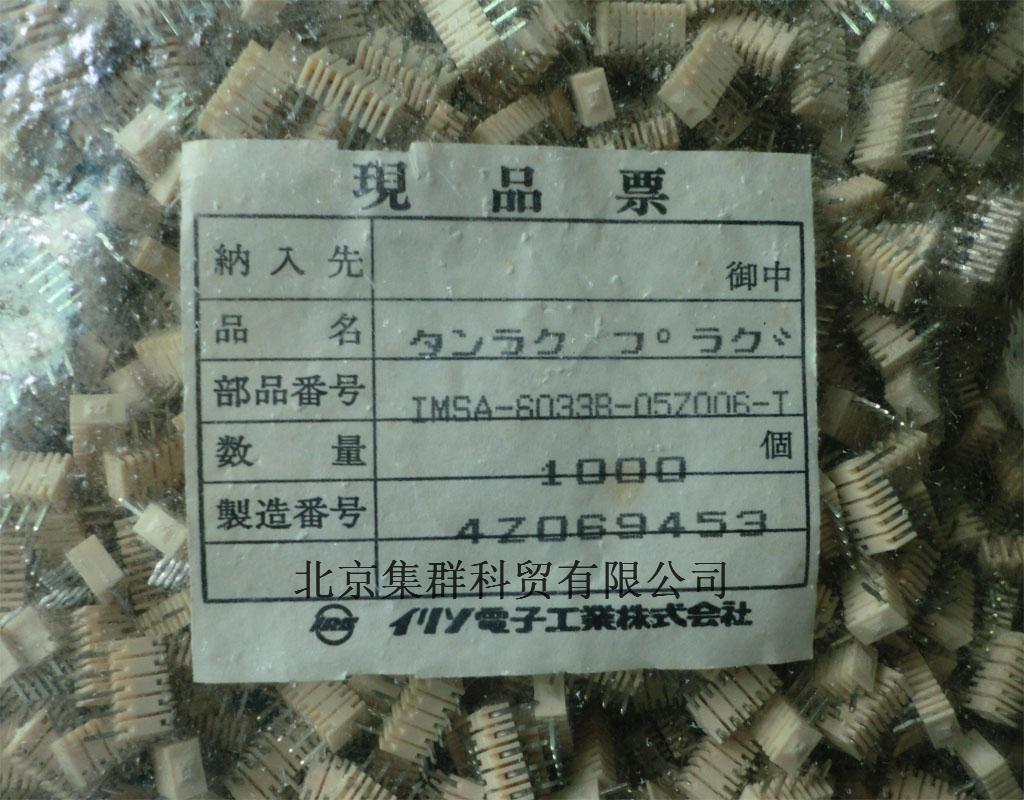 現品票
納入先 御中
品名 タンラク プラグ
部品番号 IMSA-6033B-05Z006-T
数量 1000 個
製造番号 4Z069453
北京集群科贸有限公司
IRS イリソ電子工業株式会社